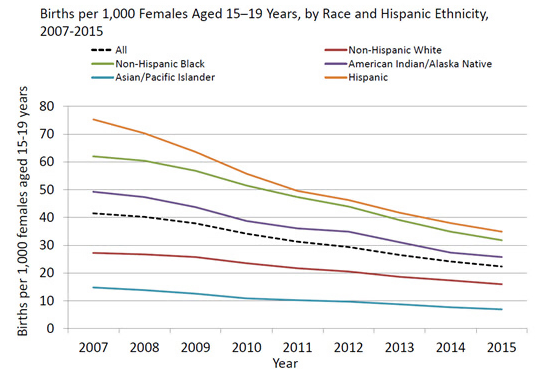 Births per 1,000 Females Aged 15–19 Years, by Race and Hispanic Ethnicity,
2007-2015
All
Non-Hispanic White
Non-Hispanic Black
American Indian/Alaska Native
Asian/Pacific Islander
Hispanic
Births per 1,000 females aged 15-19 years
80
70
60
50
40
30
20
10
0
2007 2008 2009 2010 2011 2012 2013 2014 2015
Year